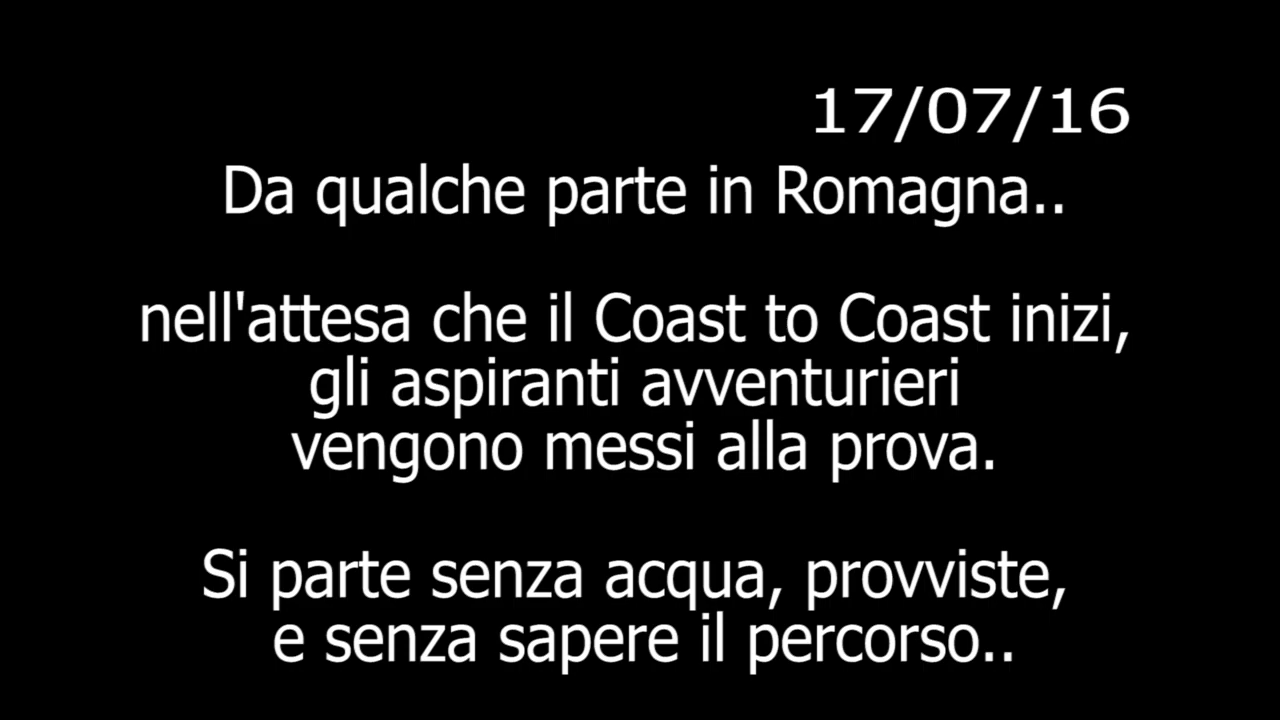 17/07/16
Da qualche parte in Romagna..
nell'attesa che il Coast to Coast inizi,
gli aspiranti avventurieri
vengono messi alla prova.
Si parte senza acqua, provviste,
e senza sapere il percorso..